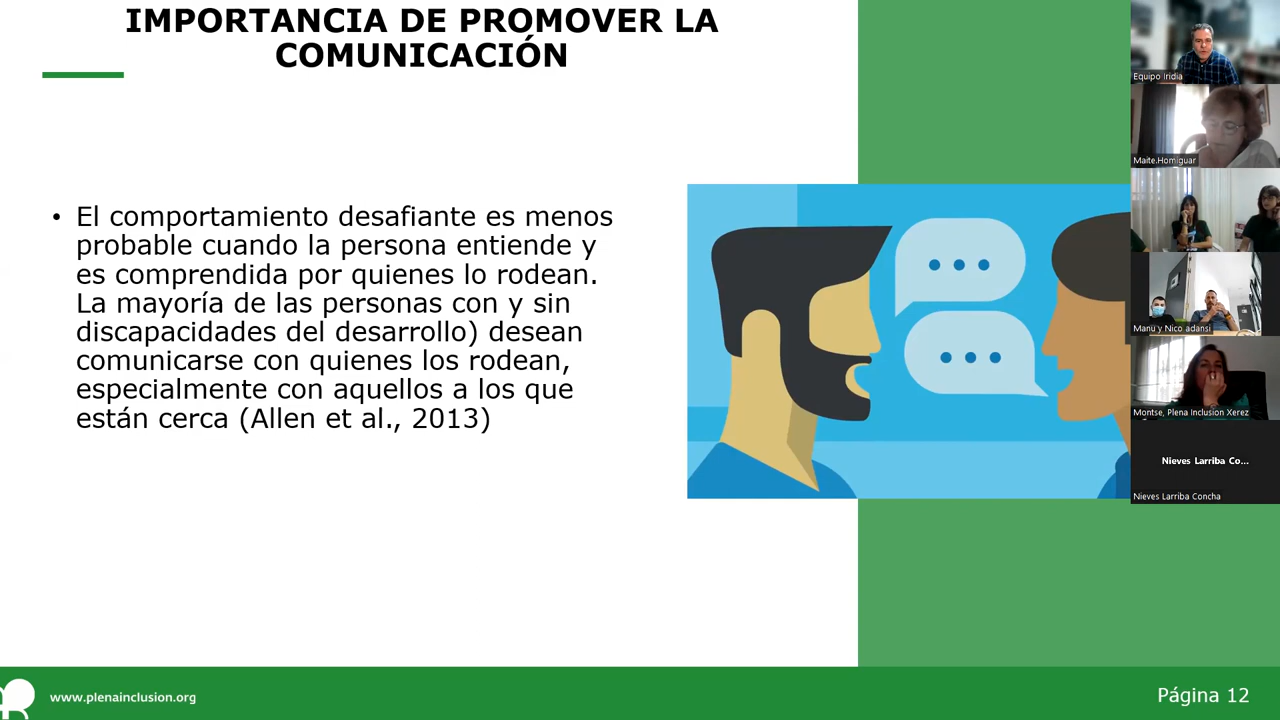 IMPORTANCIA DE PROMOVER LA
COMUNICACIÓN
• El comportamiento desafiante es menos
probable cuando la persona entiende y
es comprendida por quienes lo rodean.
La mayoría de las personas con y sin
discapacidades del desarrollo) desean
comunicarse con quienes los rodean,
especialmente con aquellos a los que
están cerca (Allen et al., 2013)
Equipo Iridia
Maite.Homiguar
Manu y Nico adansi
Montse, Plena Inclusion Xerez
Nieves Larriba Co...
Nieves Larriba Concha
www.plenainclusion.org
Página 12